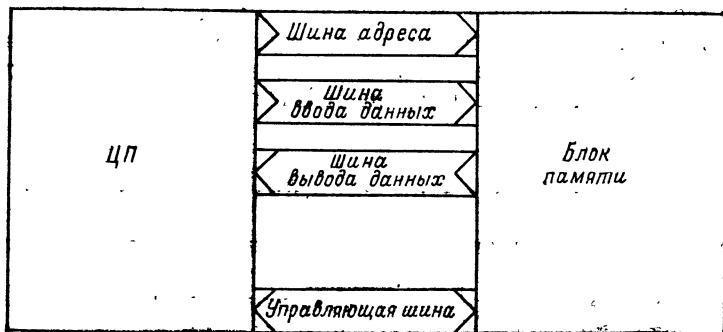 Шина адреса
Шина
ввода данных
ЦП
Шина
вывода данных
Блок
памяти
Управляющая шина